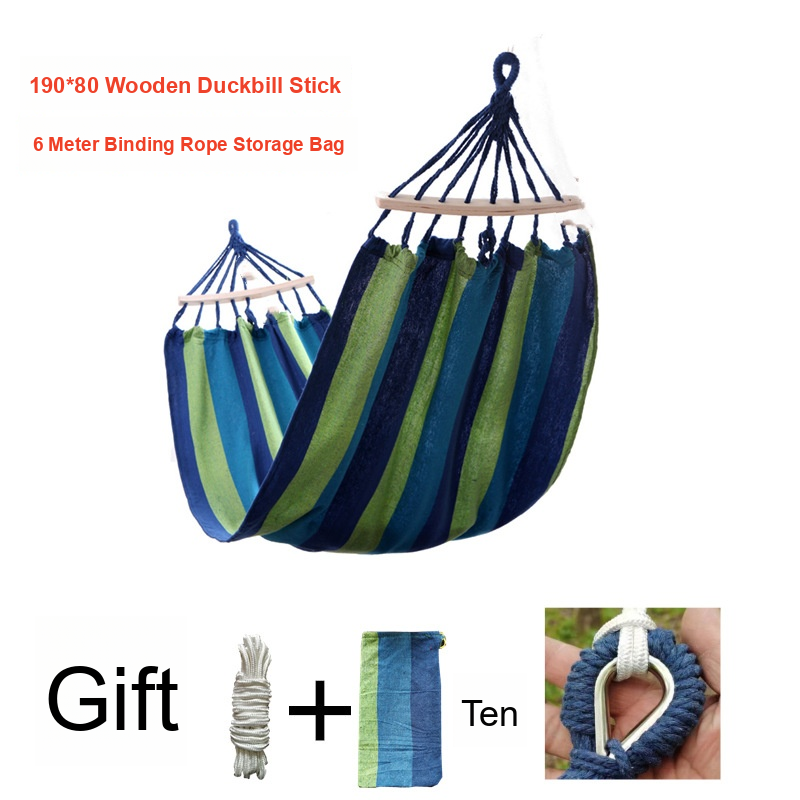 190*80 Wooden Duckbill Stick
6 Meter Binding Rope Storage Bag
Gift
+
Ten